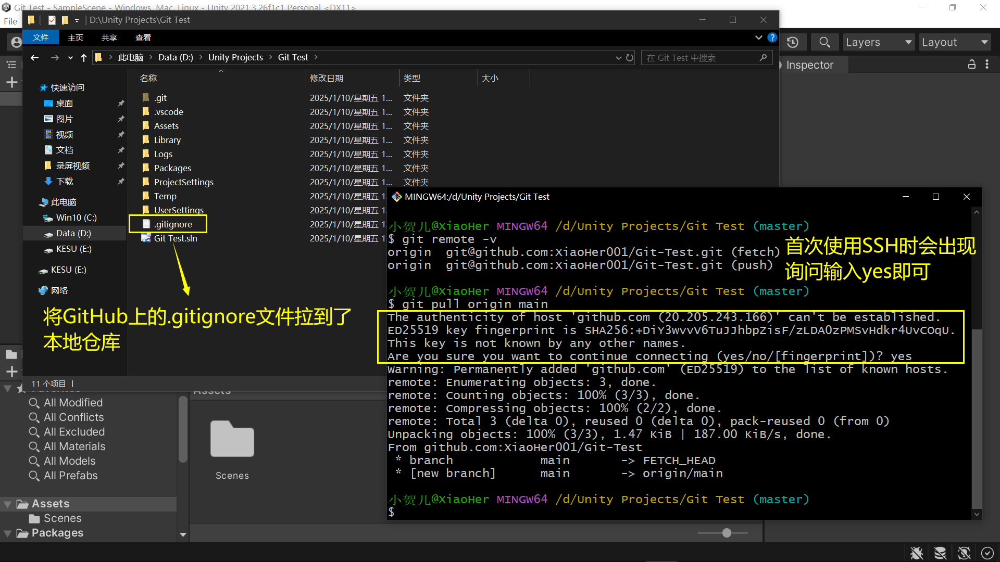 Git Test - SampleScene - Windows, Mac, Linux - Unity 2021.3.26f1c1 Personal <DX11>
File
D:\Unity Projects\Git Test
文件 主页 共享 查看
此电脑 > Data (D:) > Unity Projects > Git Test >
在 Git Test 中搜索
Layers
Layout
Inspector
名称 修改日期 类型 大小
快速访问
桌面
图片
视频
文档
录屏视频
下载
此电脑
Win10 (C:)
Data (D:)
KESU (E:)
KESU (E:)
网络
.git 2025/1/10/星期五 1... 文件夹
.vscode 2025/1/10/星期五 1... 文件夹
Assets 2025/1/10/星期五 1... 文件夹
Library 2025/1/10/星期五 1... 文件夹
Logs 2025/1/10/星期五 1... 文件夹
Packages 2025/1/10/星期五 1... 文件夹
ProjectSettings 2025/1/10/星期五 1... 文件夹
Temp 2025/1/10/星期五 1
UserSettings 2025/1/10/星期五 1
.gitignore 2025/1/10/星期五 1
Git Test.sln 2025/1/10/星期五 1
将GitHub上的.gitignore文件拉到了
本地仓库
11 个项目
MINGW64:/d/Unity Projects/Git Test
小贺儿@XiaoHer MINGW64 /d/Unity Projects/Git Test (master)
$ git remote -v
origin  git@github.com:XiaoHer001/Git-Test.git (fetch)
origin  git@github.com:XiaoHer001/Git-Test.git (push)
首次使用SSH时会出现
询问输入yes即可
小贺儿@XiaoHer MINGW64 /d/Unity Projects/Git Test (master)
$ git pull origin main
The authenticity of host 'github.com (20.205.243.166)' can't be established.
ED25519 key fingerprint is SHA256:+DiY3wvvV6TuJJhbpZisF/zLDA0zPMSvHdkr4UvCOqU.
This key is not known by any other names.
Are you sure you want to continue connecting (yes/no/[fingerprint])? yes
Warning: Permanently added 'github.com' (ED25519) to the list of known hosts.
remote: Enumerating objects: 3, done.
remote: Counting objects: 100% (3/3), done.
remote: Compressing objects: 100% (2/2), done.
remote: Total 3 (delta 0), reused 0 (delta 0), pack-reused 0 (from 0)
Unpacking objects: 100% (3/3), 1.47 KiB | 187.00 KiB/s, done.
From github.com:XiaoHer001/Git-Test
 * branch            main       -> FETCH_HEAD
 * [new branch]      main       -> origin/main
小贺儿@XiaoHer MINGW64 /d/Unity Projects/Git Test (master)
$
All Modified
All Conflicts
All Excluded
All Materials
All Models
All Prefabs
Assets
Scenes
Packages
Assets
Scenes